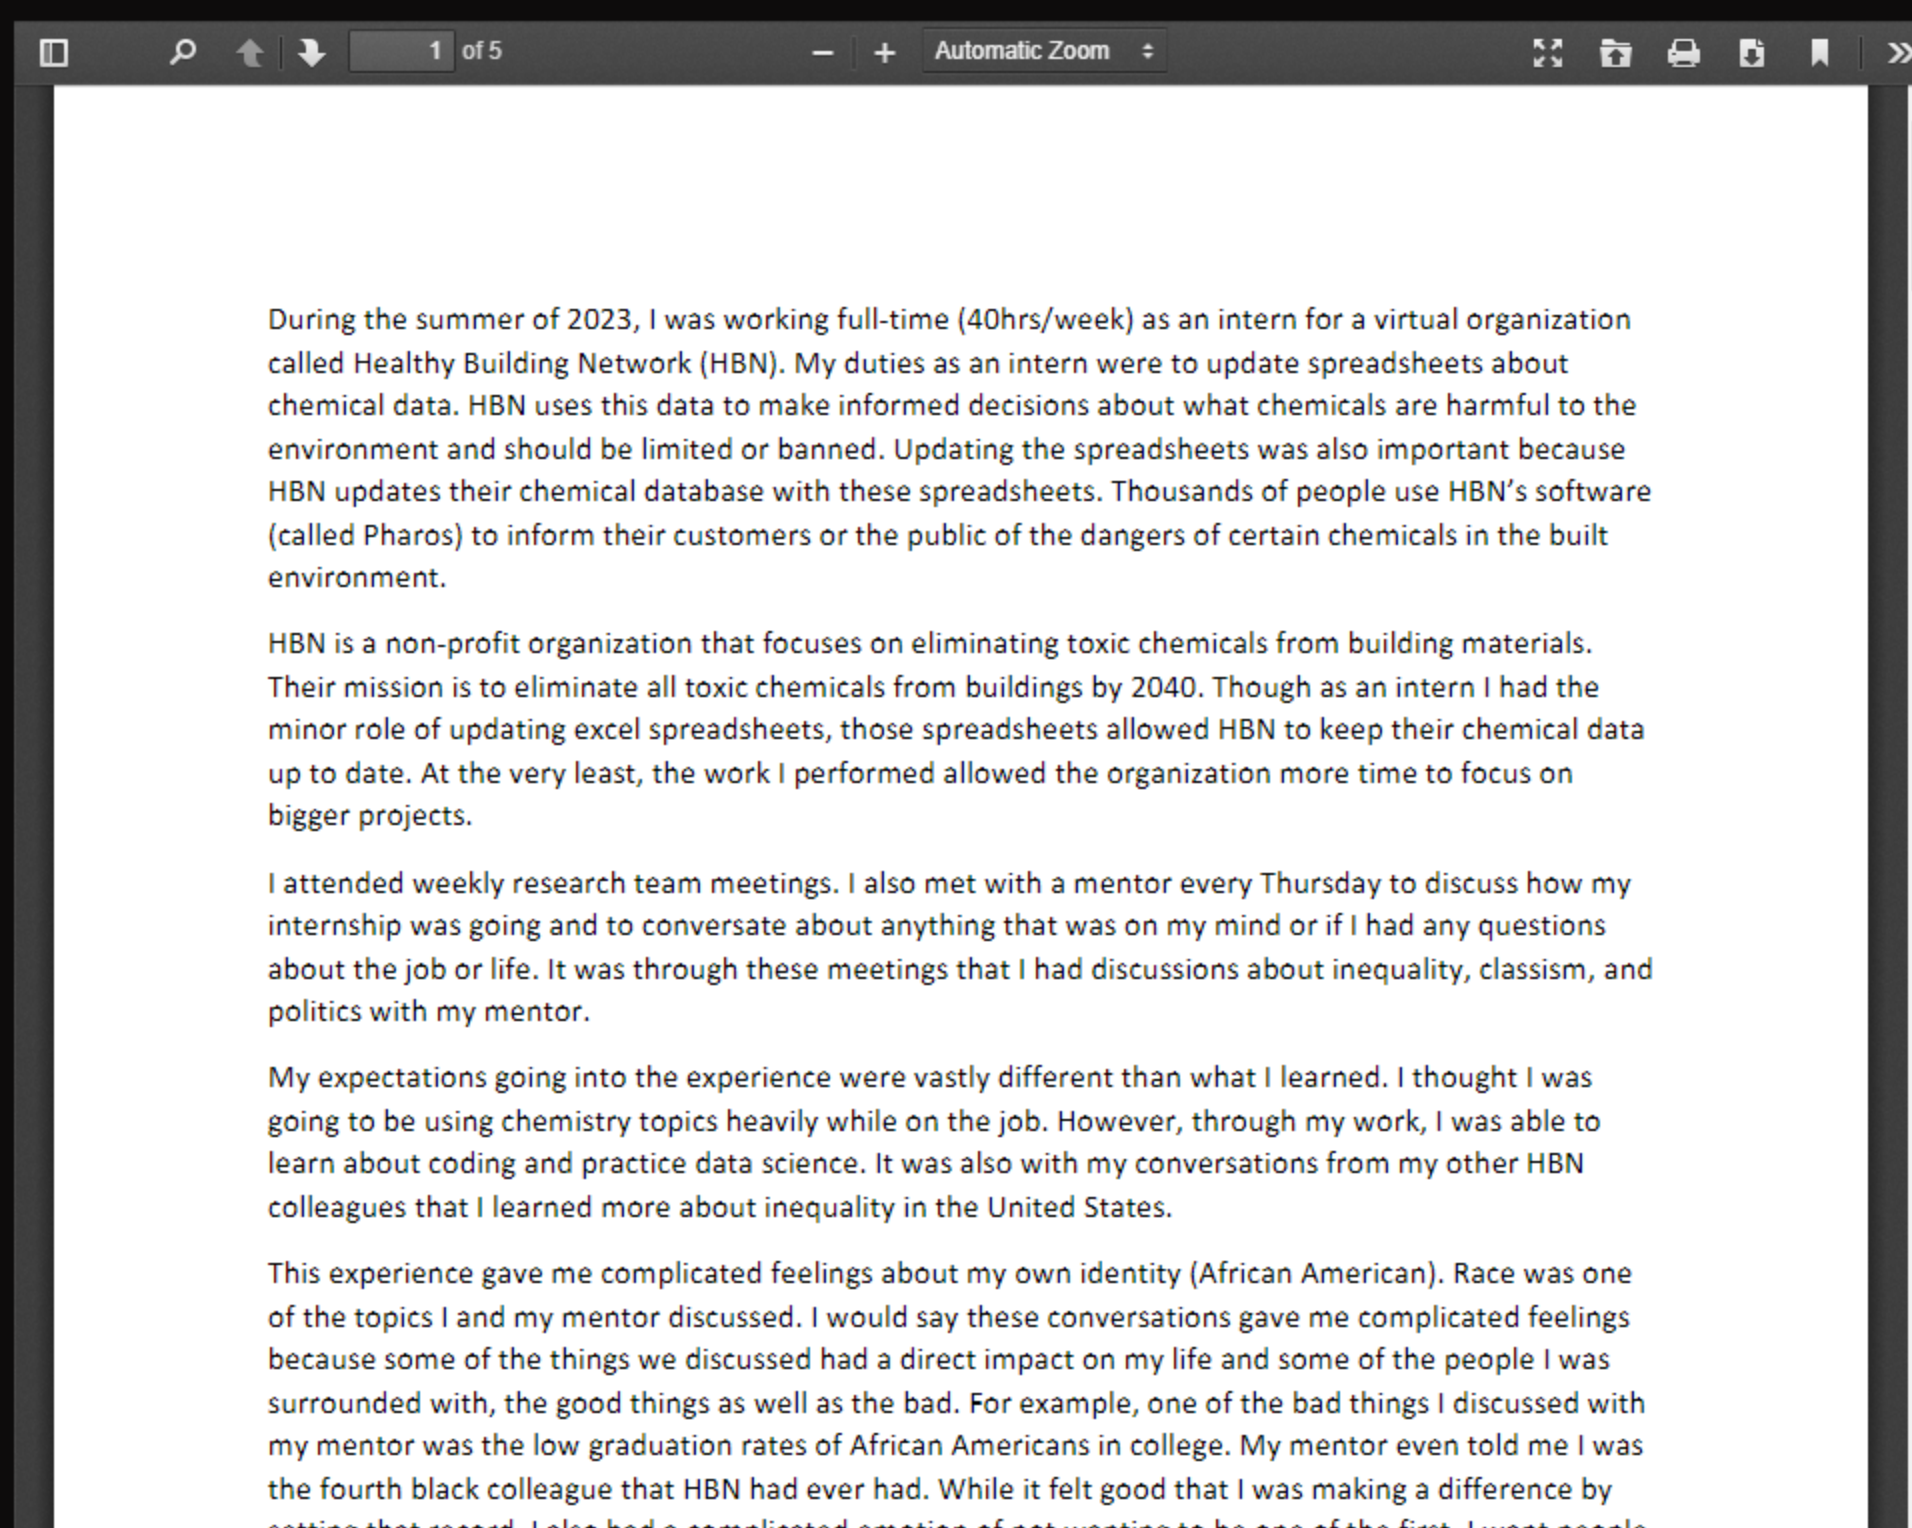 1 of 5
Automatic Zoom
During the summer of 2023, I was working full-time (40hrs/week) as an intern for a virtual organization
called Healthy Building Network (HBN). My duties as an intern were to update spreadsheets about
chemical data. HBN uses this data to make informed decisions about what chemicals are harmful to the
environment and should be limited or banned. Updating the spreadsheets was also important because
HBN updates their chemical database with these spreadsheets. Thousands of people use HBN’s software
(called Pharos) to inform their customers or the public of the dangers of certain chemicals in the built
environment.
HBN is a non-profit organization that focuses on eliminating toxic chemicals from building materials.
Their mission is to eliminate all toxic chemicals from buildings by 2040. Though as an intern I had the
minor role of updating excel spreadsheets, those spreadsheets allowed HBN to keep their chemical data
up to date. At the very least, the work I performed allowed the organization more time to focus on
bigger projects.
I attended weekly research team meetings. I also met with a mentor every Thursday to discuss how my
internship was going and to conversate about anything that was on my mind or if I had any questions
about the job or life. It was through these meetings that I had discussions about inequality, classism, and
politics with my mentor.
My expectations going into the experience were vastly different than what I learned. I thought I was
going to be using chemistry topics heavily while on the job. However, through my work, I was able to
learn about coding and practice data science. It was also with my conversations from my other HBN
colleagues that I learned more about inequality in the United States.
This experience gave me complicated feelings about my own identity (African American). Race was one
of the topics I and my mentor discussed. I would say these conversations gave me complicated feelings
because some of the things we discussed had a direct impact on my life and some of the people I was
surrounded with, the good things as well as the bad. For example, one of the bad things I discussed with
my mentor was the low graduation rates of African Americans in college. My mentor even told me I was
the fourth black colleague that HBN had ever had. While it felt good that I was making a difference by
setting that record, I also had a complicated emotion of not wanting to be one of the first. I want people